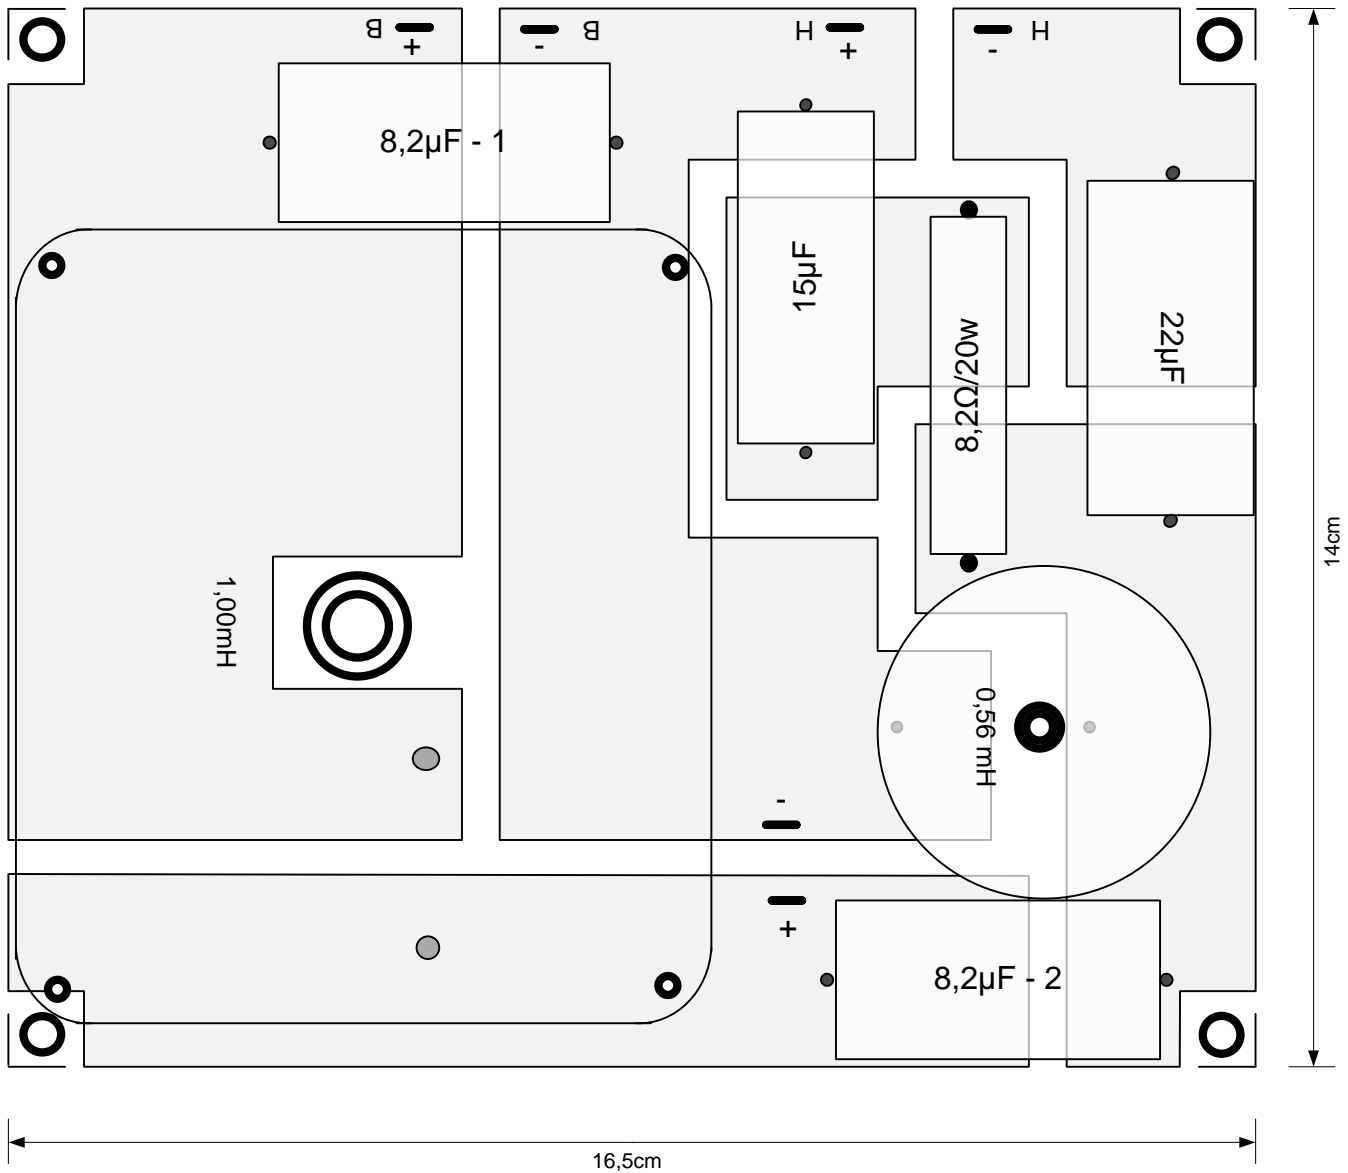 B
+
-
B
H
+
-
H
8,2µF - 1
15µF
8,2Ω/20w
22µF
1,00mH
0,56 mH
-
+
8,2µF - 2
14cm
16,5cm